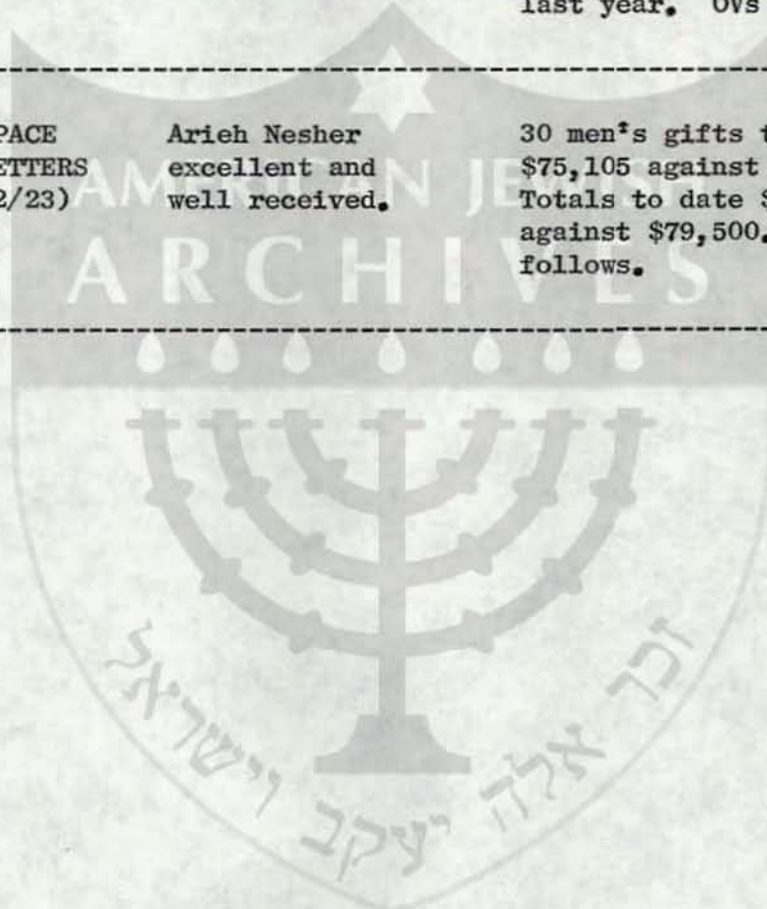 last year. OVs
PACE Arieh Nesher 30 men's gifts t
ETTERS excellent and $75,105 against
2/23) well received. Totals to date $
against $79,500.
follows.
AMERICAN JEWISH
ARCHIVES
זכר אלה יעקב וישראל